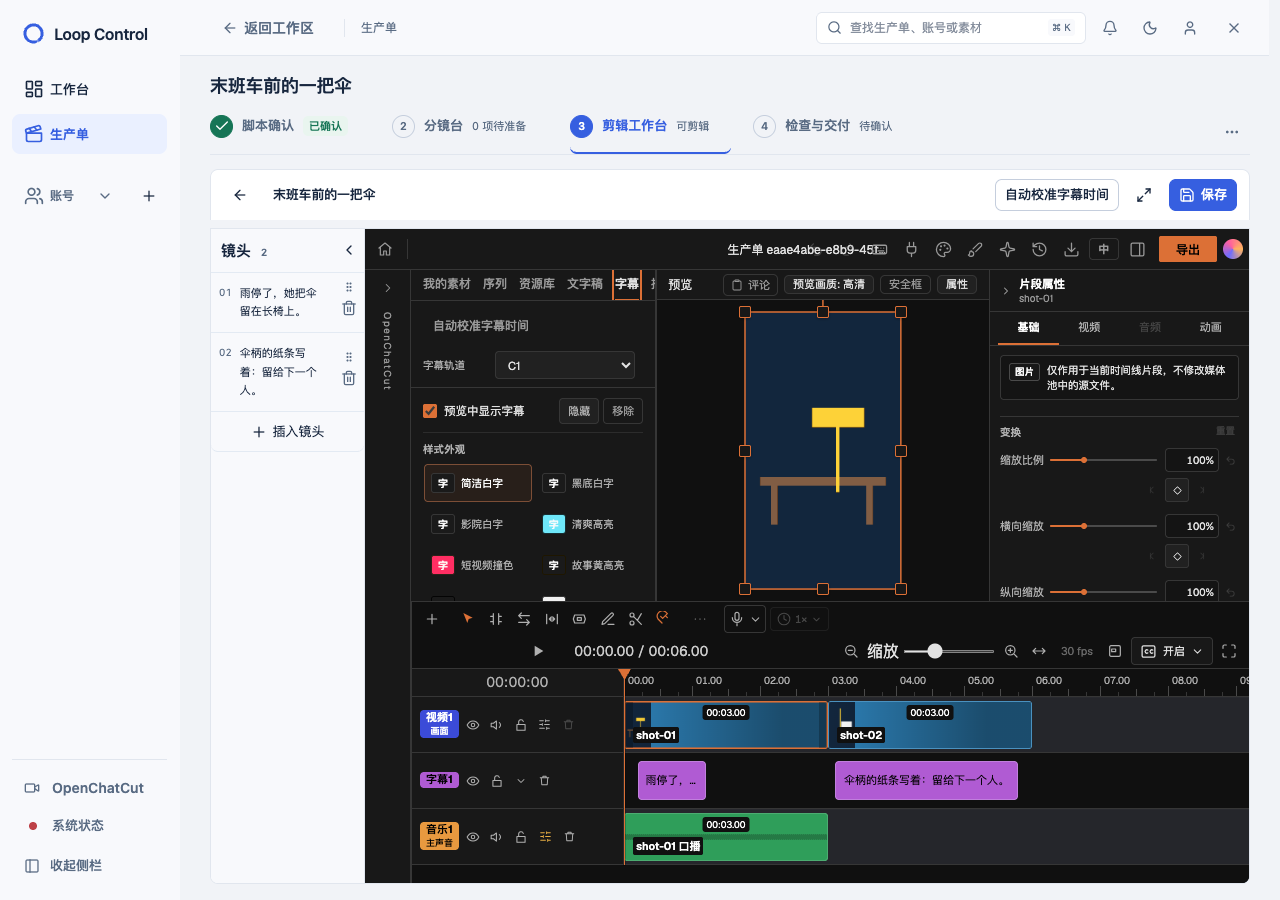 Loop Control
返回工作区
生产单
查找生产单、账号或素材
⌘ K
工作台
生产单
账号
末班车前的一把伞
脚本确认 已确认
2 分镜台 0 项待准备
3 剪辑工作台 可剪辑
4 检查与交付 待确认
末班车前的一把伞
自动校准字幕时间
保存
镜头 2
01 雨停了，她把伞
留在长椅上。
02 伞柄的纸条写
着：留给下一个
人。
插入镜头
生产单 eaae4abe-e8b9-45
中
导出
OpenChatCut
我的素材 序列 资源库 文字稿 字幕
预览
评论
预览画质: 高清
安全框
属性
自动校准字幕时间
字幕轨道 C1
预览中显示字幕
隐藏
移除
样式外观
字 简洁白字
字 黑底白字
字 影院白字
字 清爽高亮
字 短视频撞色
字 故事黄高亮
片段属性
shot-01
基础 视频 音频 动画
图片 仅作用于当前时间线片段，不修改媒体
池中的源文件。
变换 重置
缩放比例 100%
横向缩放 100%
纵向缩放 100%
1×
00:00.00 / 00:06.00
缩放
30 fps
CC 开启
00:00:00
00.00 01.00 02.00 03.00 04.00 05.00 06.00 07.00 08.00 09
视频1
画面
00:03.00
shot-01
00:03.00
shot-02
字幕1
雨停了，...
伞柄的纸条写着：留给下一个人。
音乐1
主声音
00:03.00
shot-01 口播
OpenChatCut
系统状态
收起侧栏